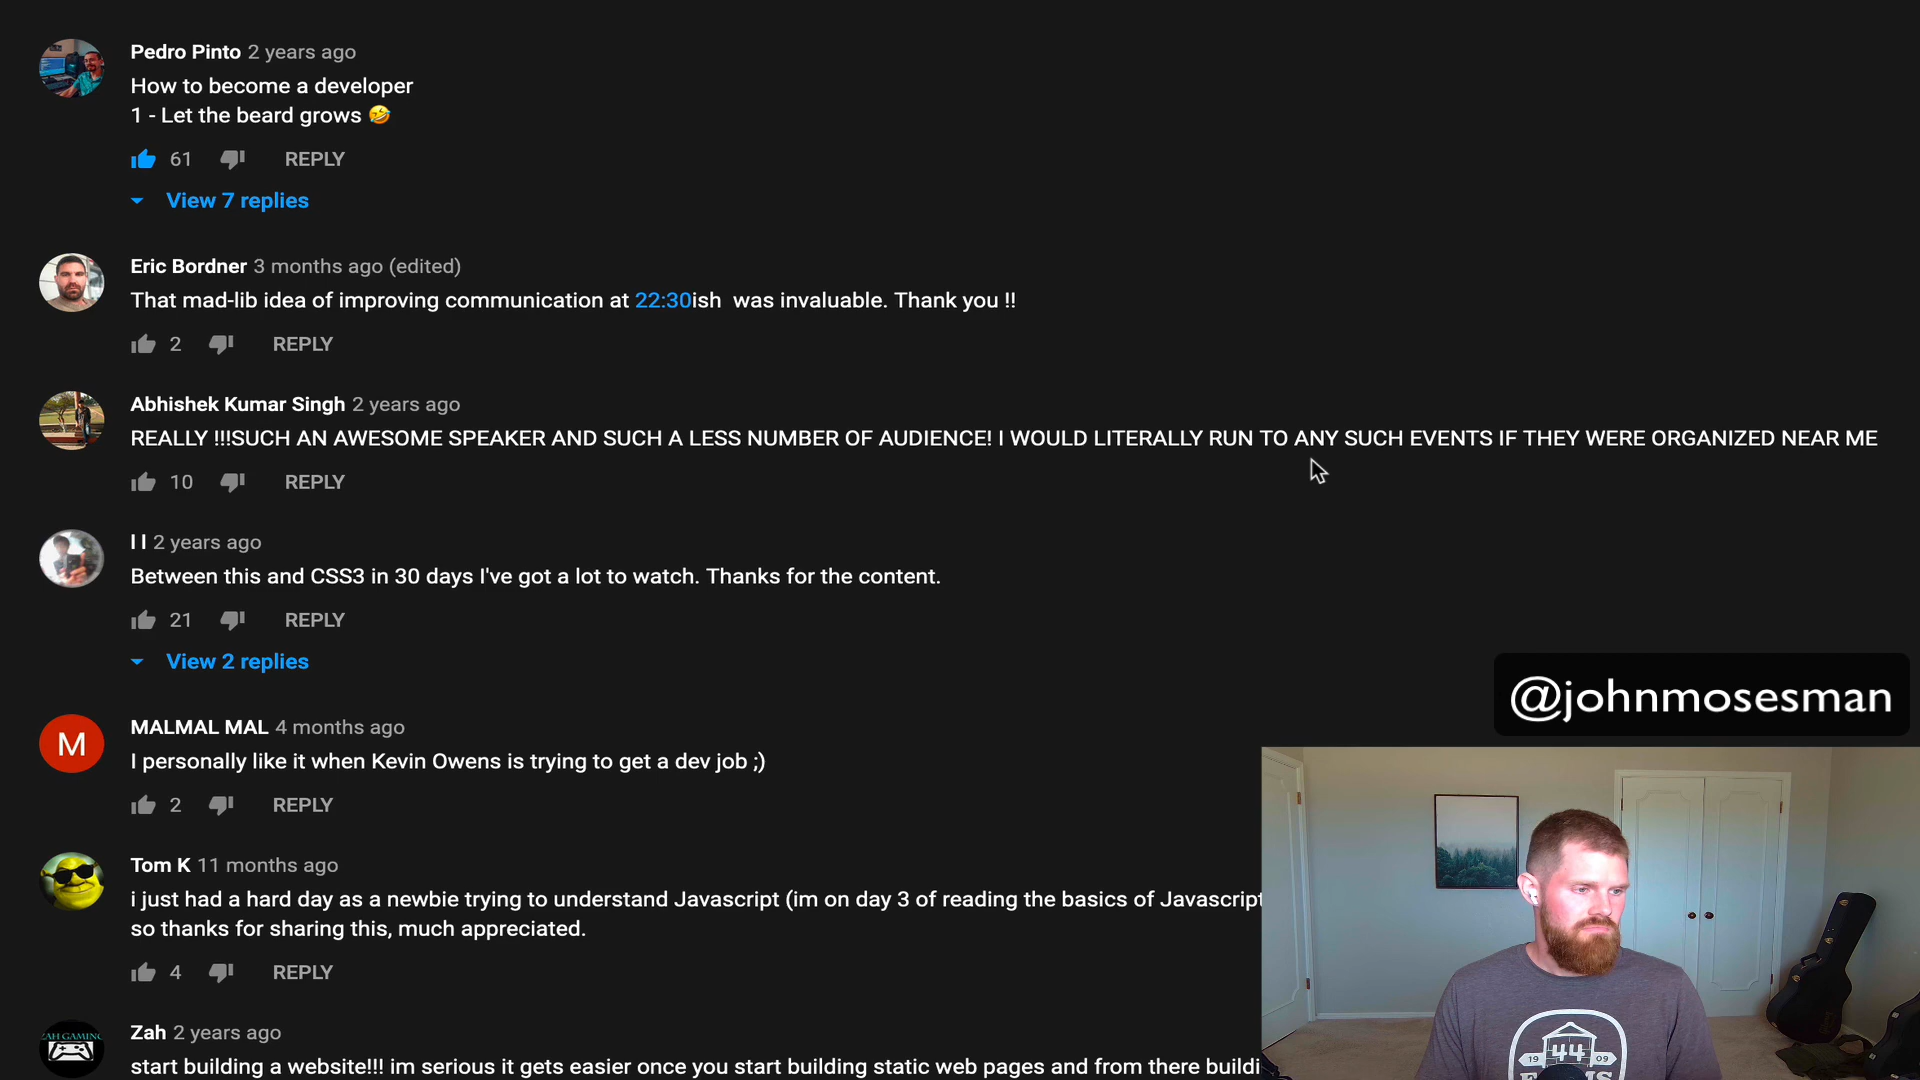 Pedro Pinto 2 years ago
How to become a developer
1 - Let the beard grows 🤣
61 REPLY
View 7 replies
Eric Bordner 3 months ago (edited)
That mad-lib idea of improving communication at 22:30ish was invaluable. Thank you !!
2 REPLY
Abhishek Kumar Singh 2 years ago
REALLY !!!SUCH AN AWESOME SPEAKER AND SUCH A LESS NUMBER OF AUDIENCE! I WOULD LITERALLY RUN TO ANY SUCH EVENTS IF THEY WERE ORGANIZED NEAR ME
10 REPLY
I I 2 years ago
Between this and CSS3 in 30 days I've got a lot to watch. Thanks for the content.
21 REPLY
View 2 replies
@johnmosesman
M
MALMAL MAL 4 months ago
I personally like it when Kevin Owens is trying to get a dev job ;)
2 REPLY
Tom K 11 months ago
i just had a hard day as a newbie trying to understand Javascript (im on day 3 of reading the basics of Javascript
so thanks for sharing this, much appreciated.
4 REPLY
Zah 2 years ago
start building a website!!! im serious it gets easier once you start building static web pages and from there buildi
19 44 09